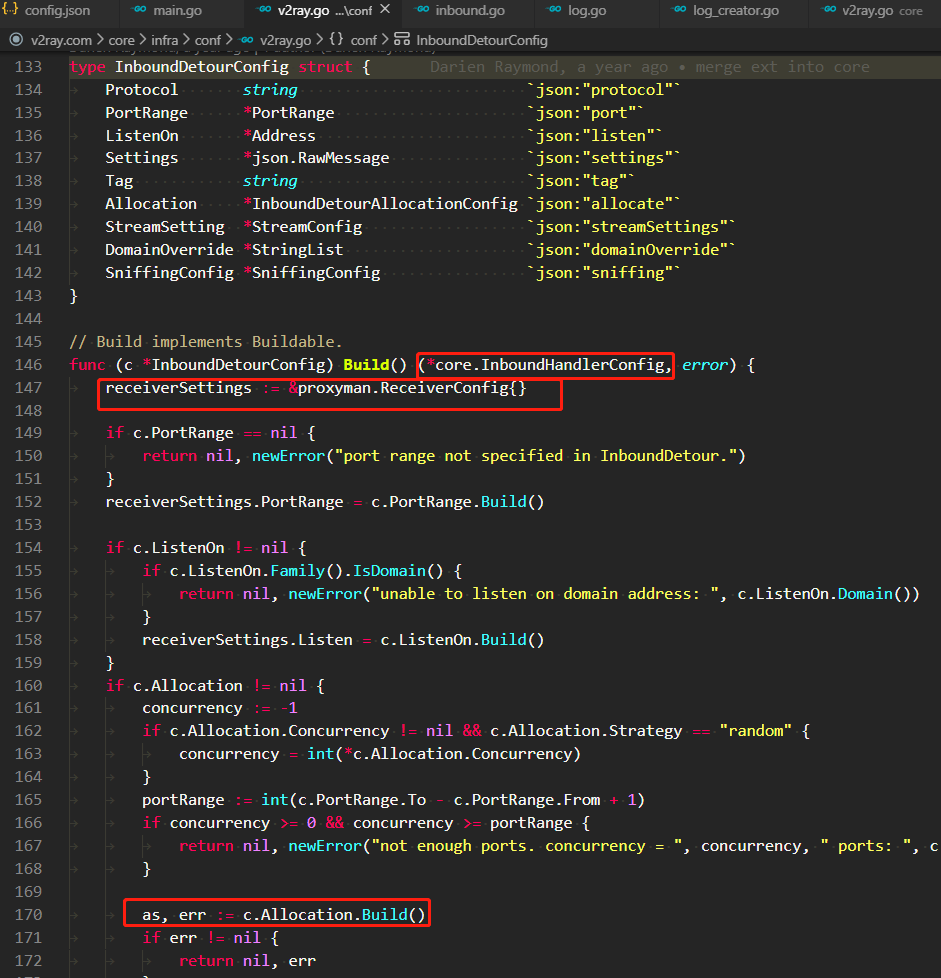 config.json main.go v2ray.go ...\conf inbound.go log.go log_creator.go v2ray.go core
v2ray.com > core > infra > conf > v2ray.go > {} conf > InboundDetourConfig
133 type InboundDetourConfig struct { Darien Raymond, a year ago • merge ext into core
134 Protocol string `json:"protocol"`
135 PortRange *PortRange `json:"port"`
136 ListenOn *Address `json:"listen"`
137 Settings *json.RawMessage `json:"settings"`
138 Tag string `json:"tag"`
139 Allocation *InboundDetourAllocationConfig `json:"allocate"`
140 StreamSetting *StreamConfig `json:"streamSettings"`
141 DomainOverride *StringList `json:"domainOverride"`
142 SniffingConfig *SniffingConfig `json:"sniffing"`
143 }
144
145 // Build implements Buildable.
146 func (c *InboundDetourConfig) Build() (*core.InboundHandlerConfig, error) {
147 receiverSettings := &proxyman.ReceiverConfig{}
148
149 if c.PortRange == nil {
150 return nil, newError("port range not specified in InboundDetour.")
151 }
152 receiverSettings.PortRange = c.PortRange.Build()
153
154 if c.ListenOn != nil {
155 if c.ListenOn.Family().IsDomain() {
156 return nil, newError("unable to listen on domain address: ", c.ListenOn.Domain())
157 }
158 receiverSettings.Listen = c.ListenOn.Build()
159 }
160 if c.Allocation != nil {
161 concurrency := -1
162 if c.Allocation.Concurrency != nil && c.Allocation.Strategy == "random" {
163 concurrency = int(*c.Allocation.Concurrency)
164 }
165 portRange := int(c.PortRange.To - c.PortRange.From + 1)
166 if concurrency >= 0 && concurrency >= portRange {
167 return nil, newError("not enough ports. concurrency = ", concurrency, " ports: ", c
168 }
169
170 as, err := c.Allocation.Build()
171 if err != nil {
172 return nil, err